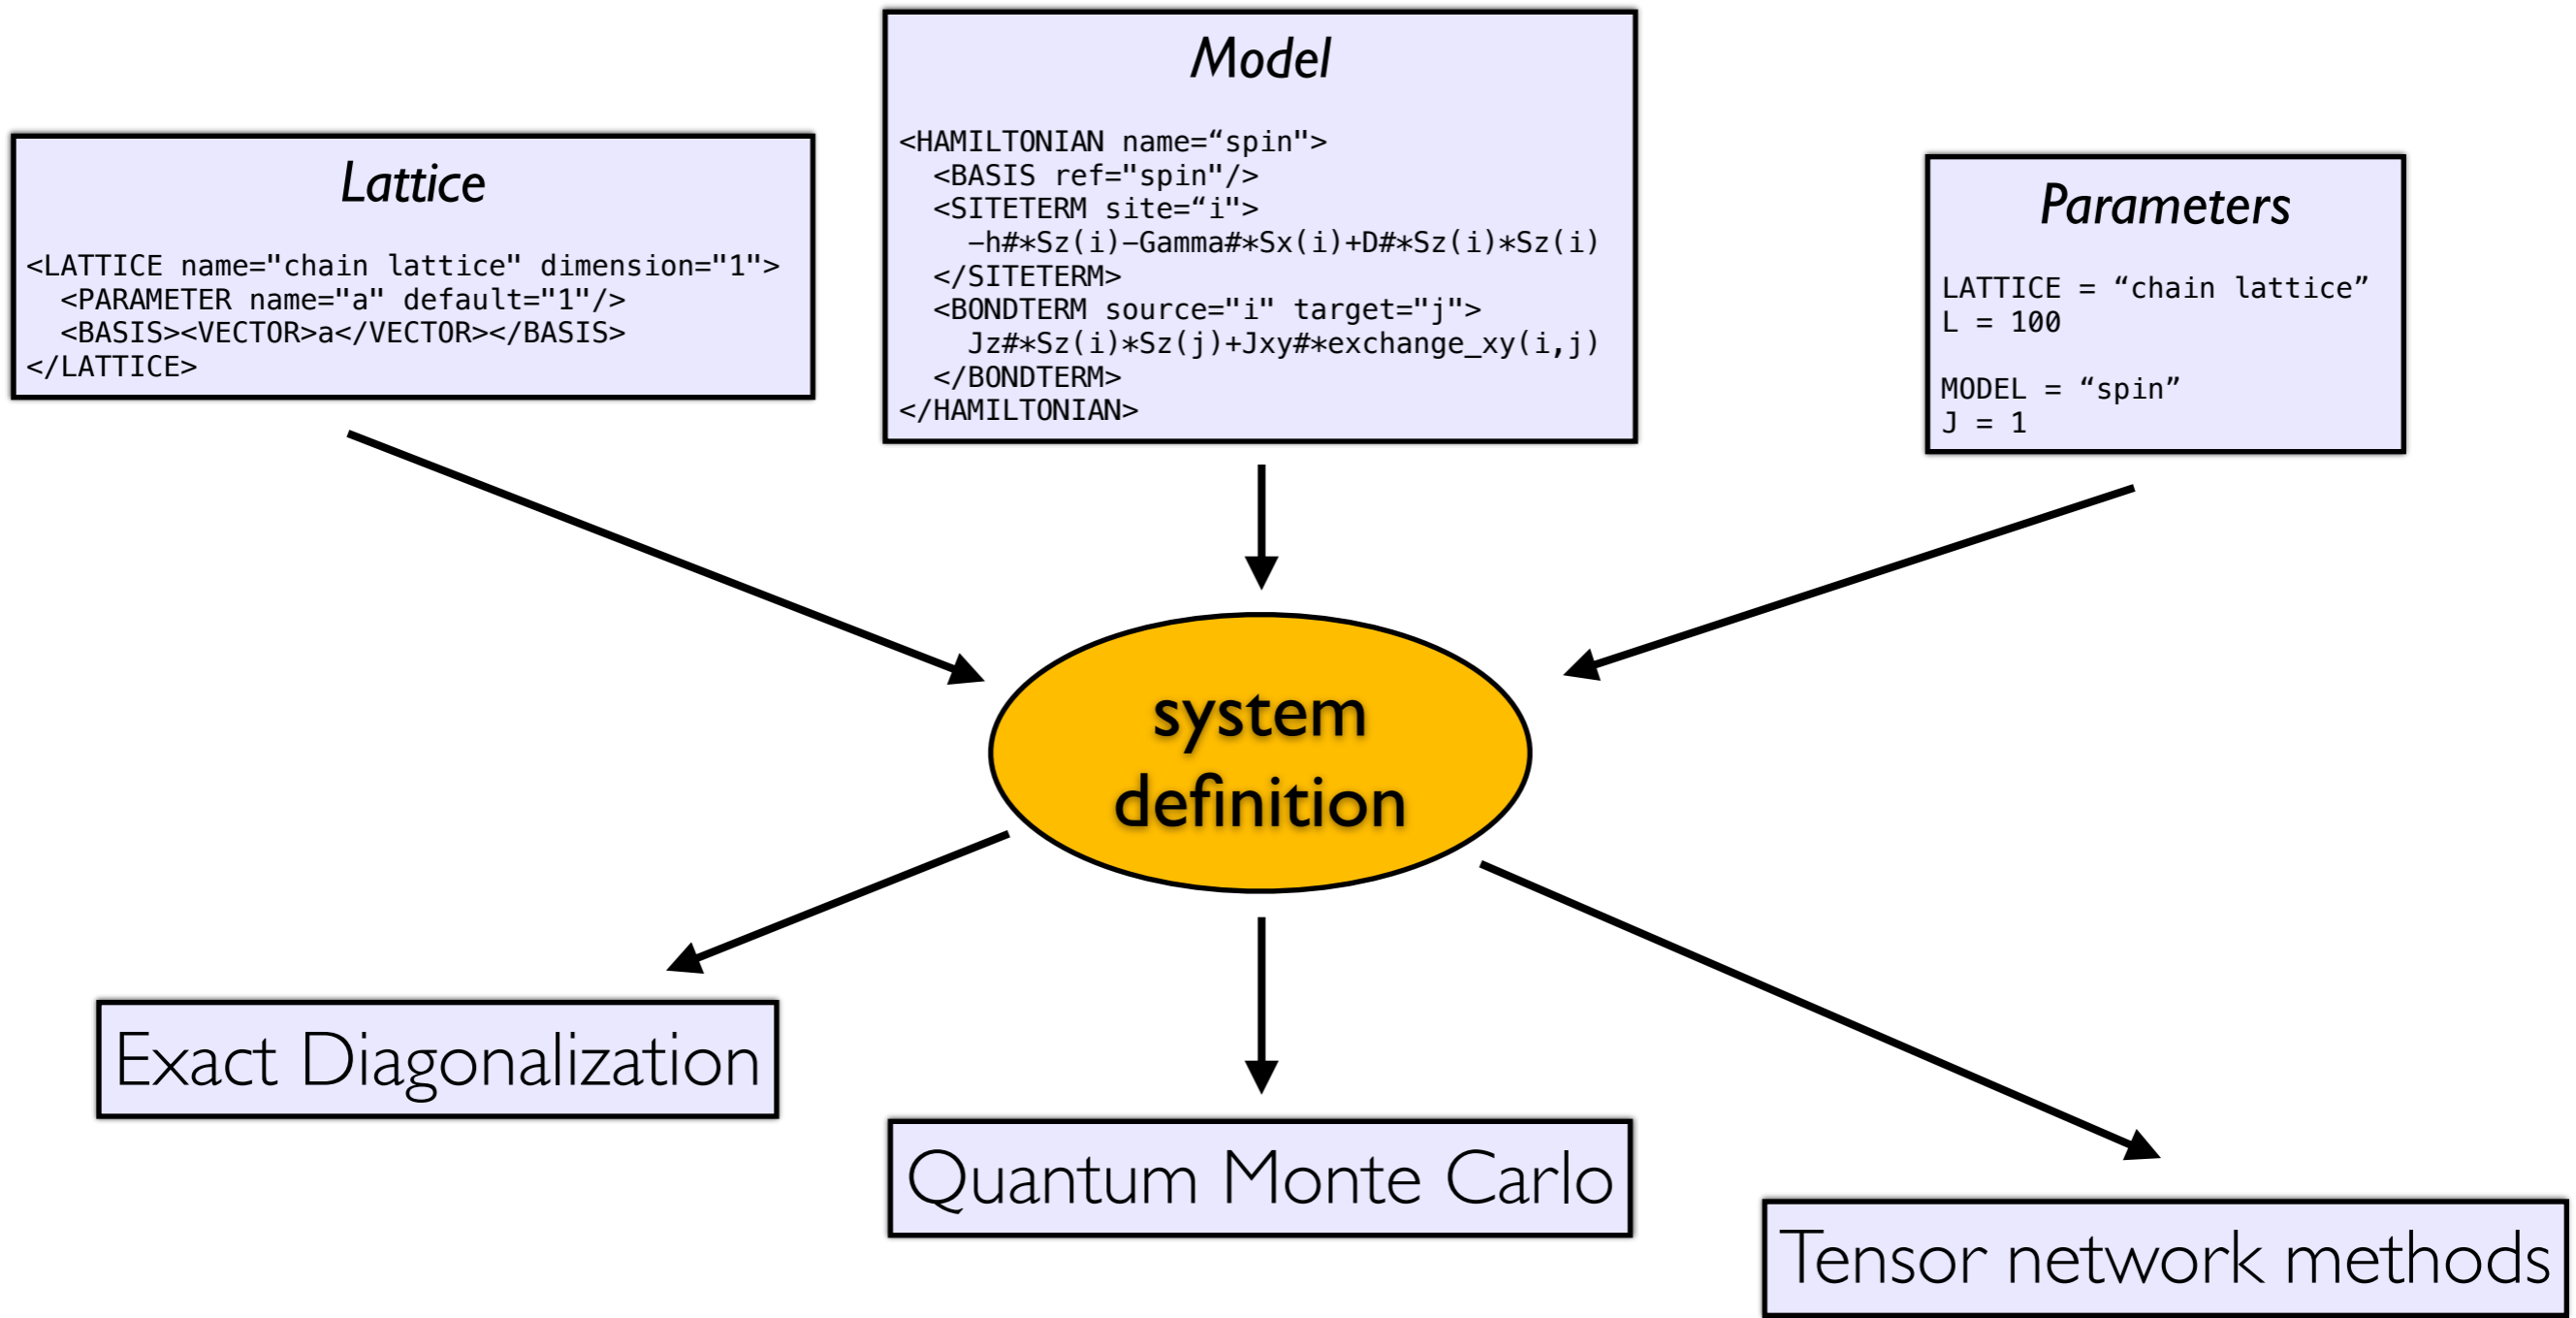 Lattice
<LATTICE name="chain lattice" dimension="1">
  <PARAMETER name="a" default="1"/>
  <BASIS><VECTOR>a</VECTOR></BASIS>
</LATTICE>
Model
<HAMILTONIAN name=“spin">
  <BASIS ref="spin"/>
  <SITETERM site=“i">
    –h#*Sz(i)–Gamma#*Sx(i)+D#*Sz(i)*Sz(i)
  </SITETERM>
  <BONDTERM source="i" target="j">
    Jz#*Sz(i)*Sz(j)+Jxy#*exchange_xy(i,j)
  </BONDTERM>
</HAMILTONIAN>
Parameters
LATTICE = “chain lattice”
L = 100
MODEL = “spin”
J = 1
system
definition
Exact Diagonalization
Quantum Monte Carlo
Tensor network methods